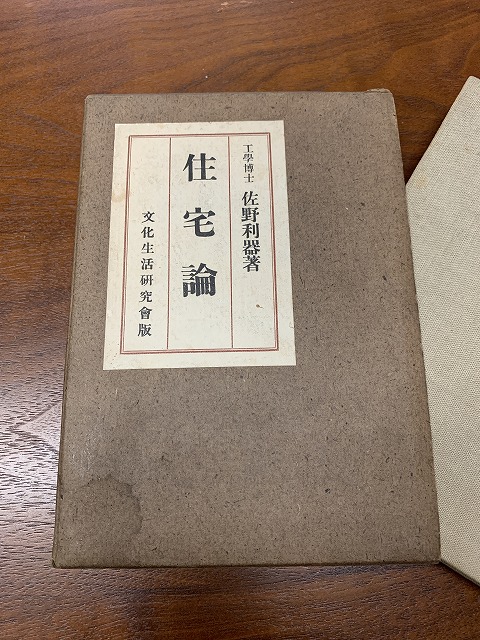 工學博士 佐野利器著
住宅論
文化生活研究會版